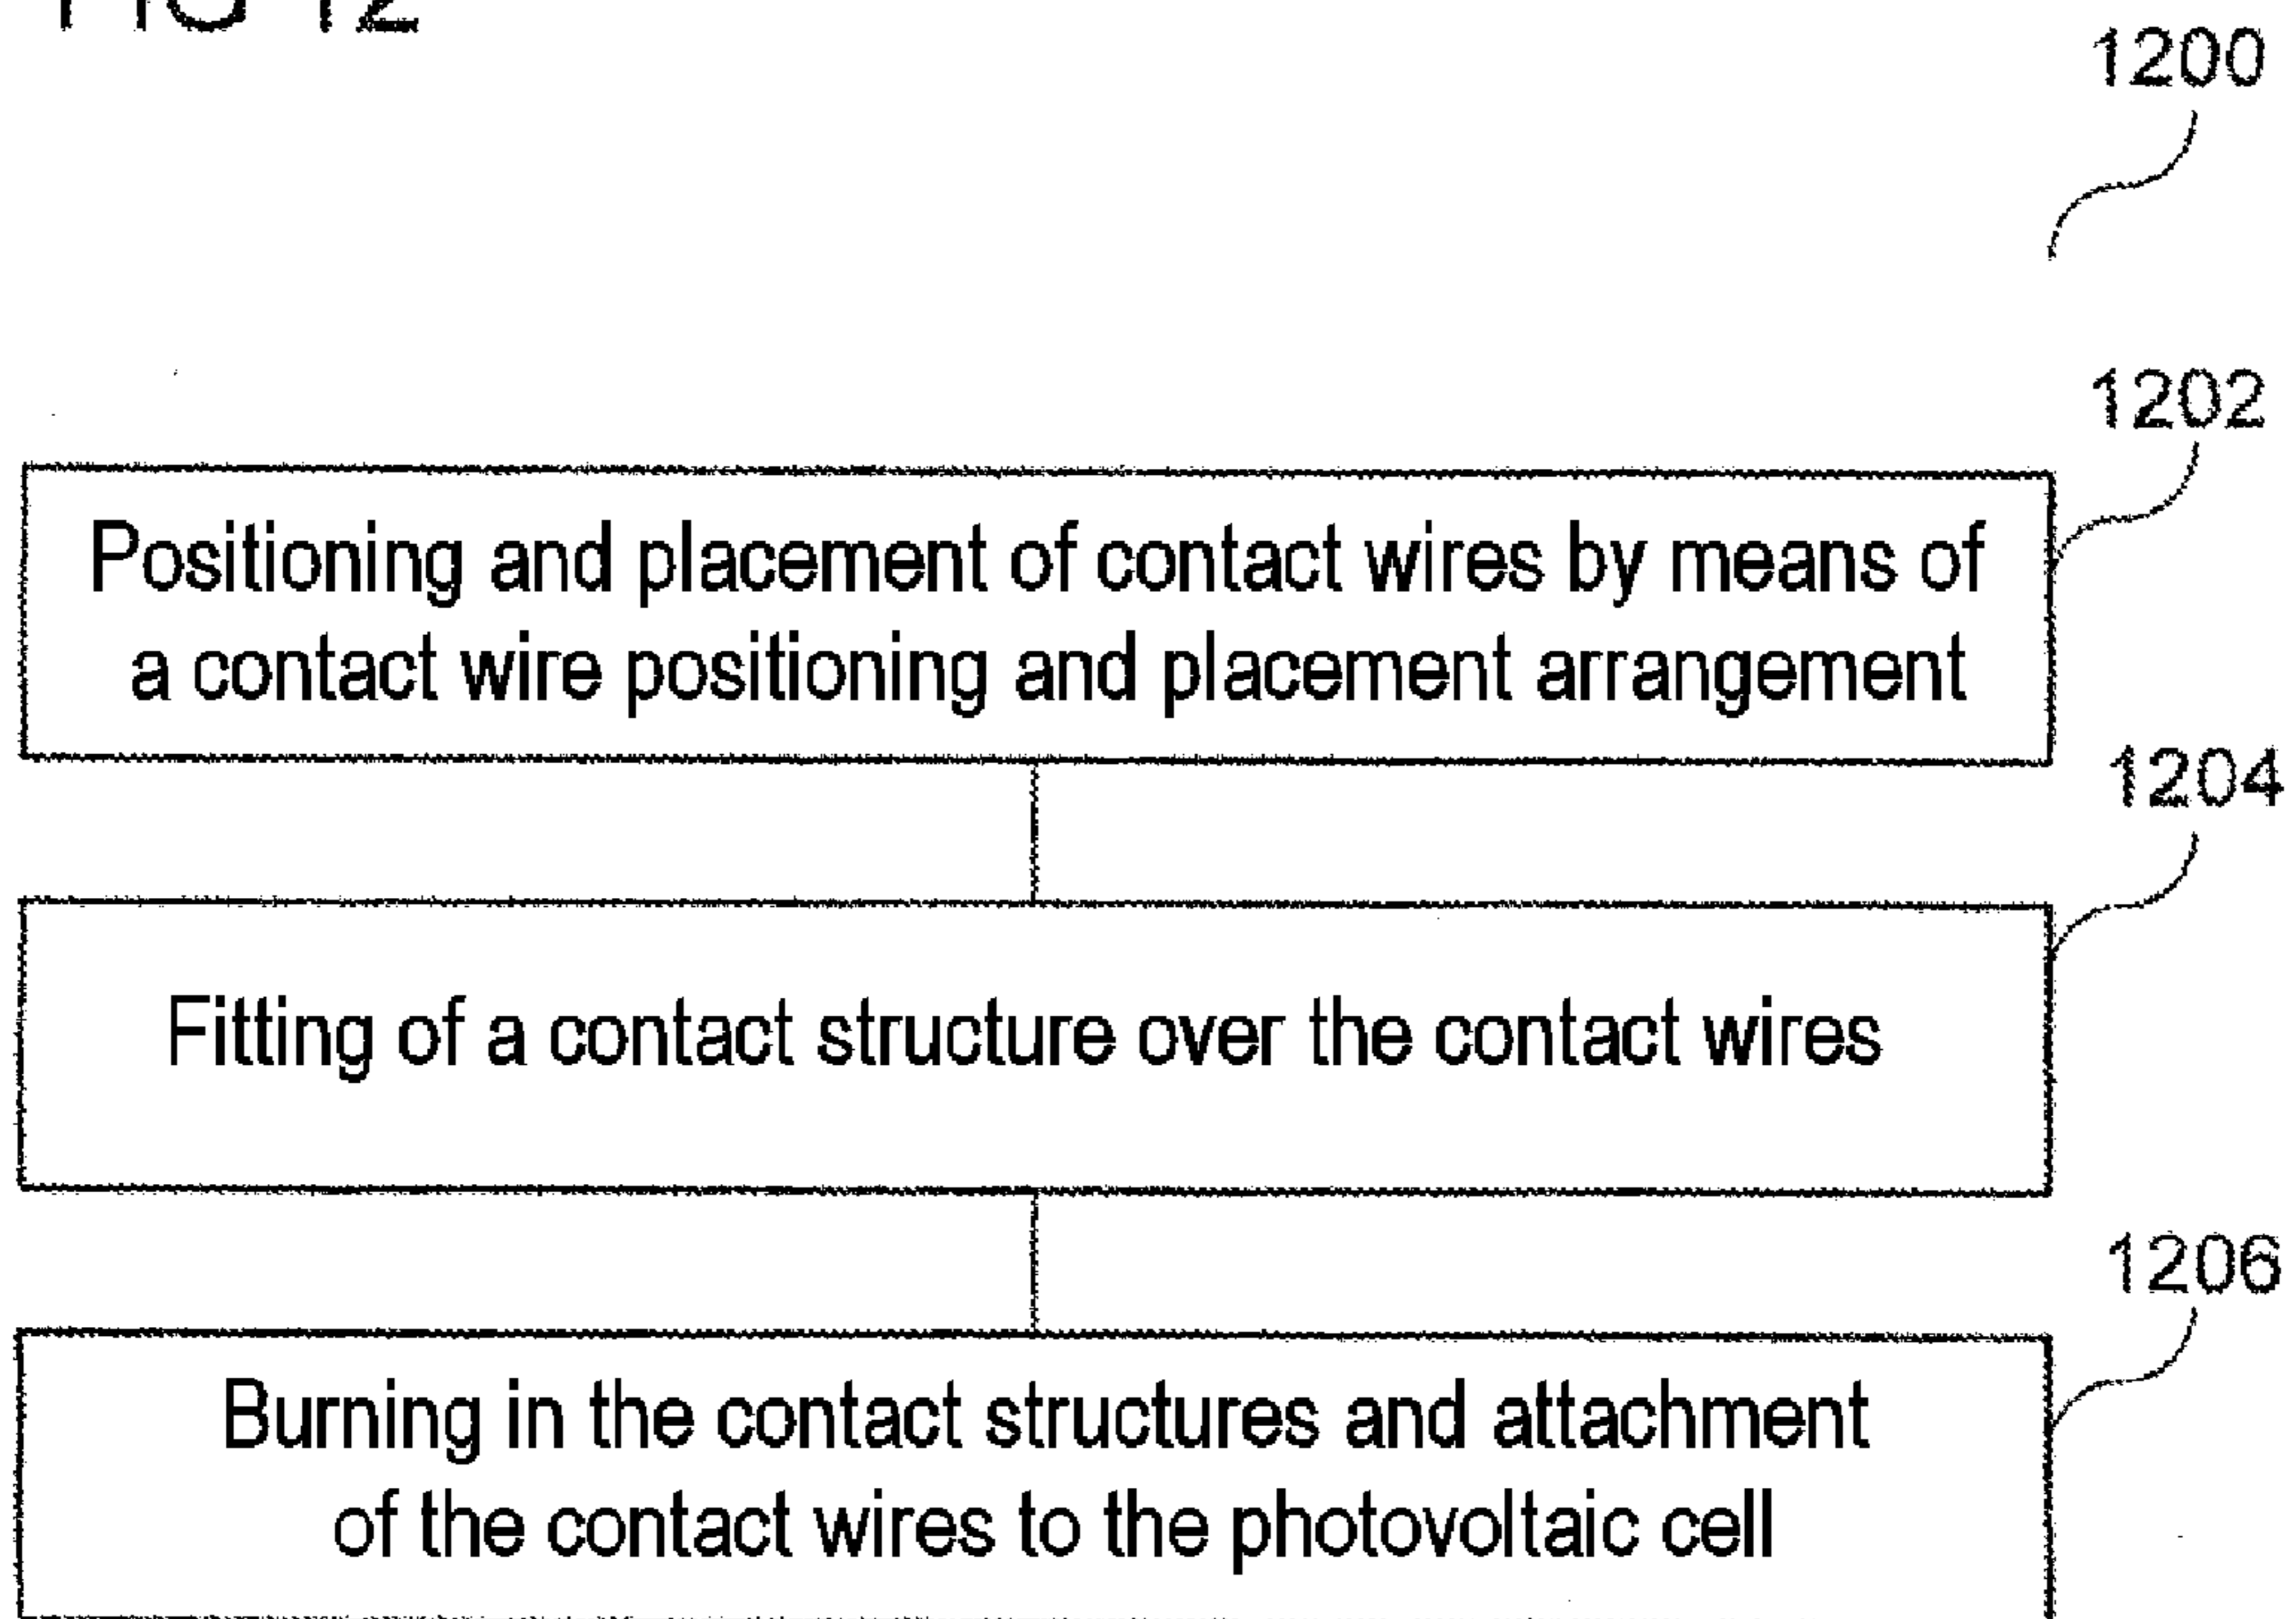 FIG 12
1200
1202
Positioning and placement of contact wires by means of
a contact wire positioning and placement arrangement
1204
Fitting of a contact structure over the contact wires
1206
Burning in the contact structures and attachment
of the contact wires to the photovoltaic cell